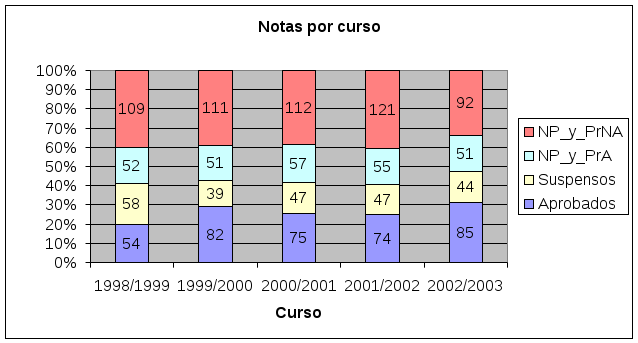 Notas por curso
100%
90%
80%
70%
60%
50%
40%
30%
20%
10%
0%
109 111 112 121 92
52 51 57 55 51
58 39 47 47 44
54 82 75 74 85
1998/1999 1999/2000 2000/2001 2001/2002 2002/2003
Curso
NP_y_PrNA
NP_y_PrA
Suspensos
Aprobados